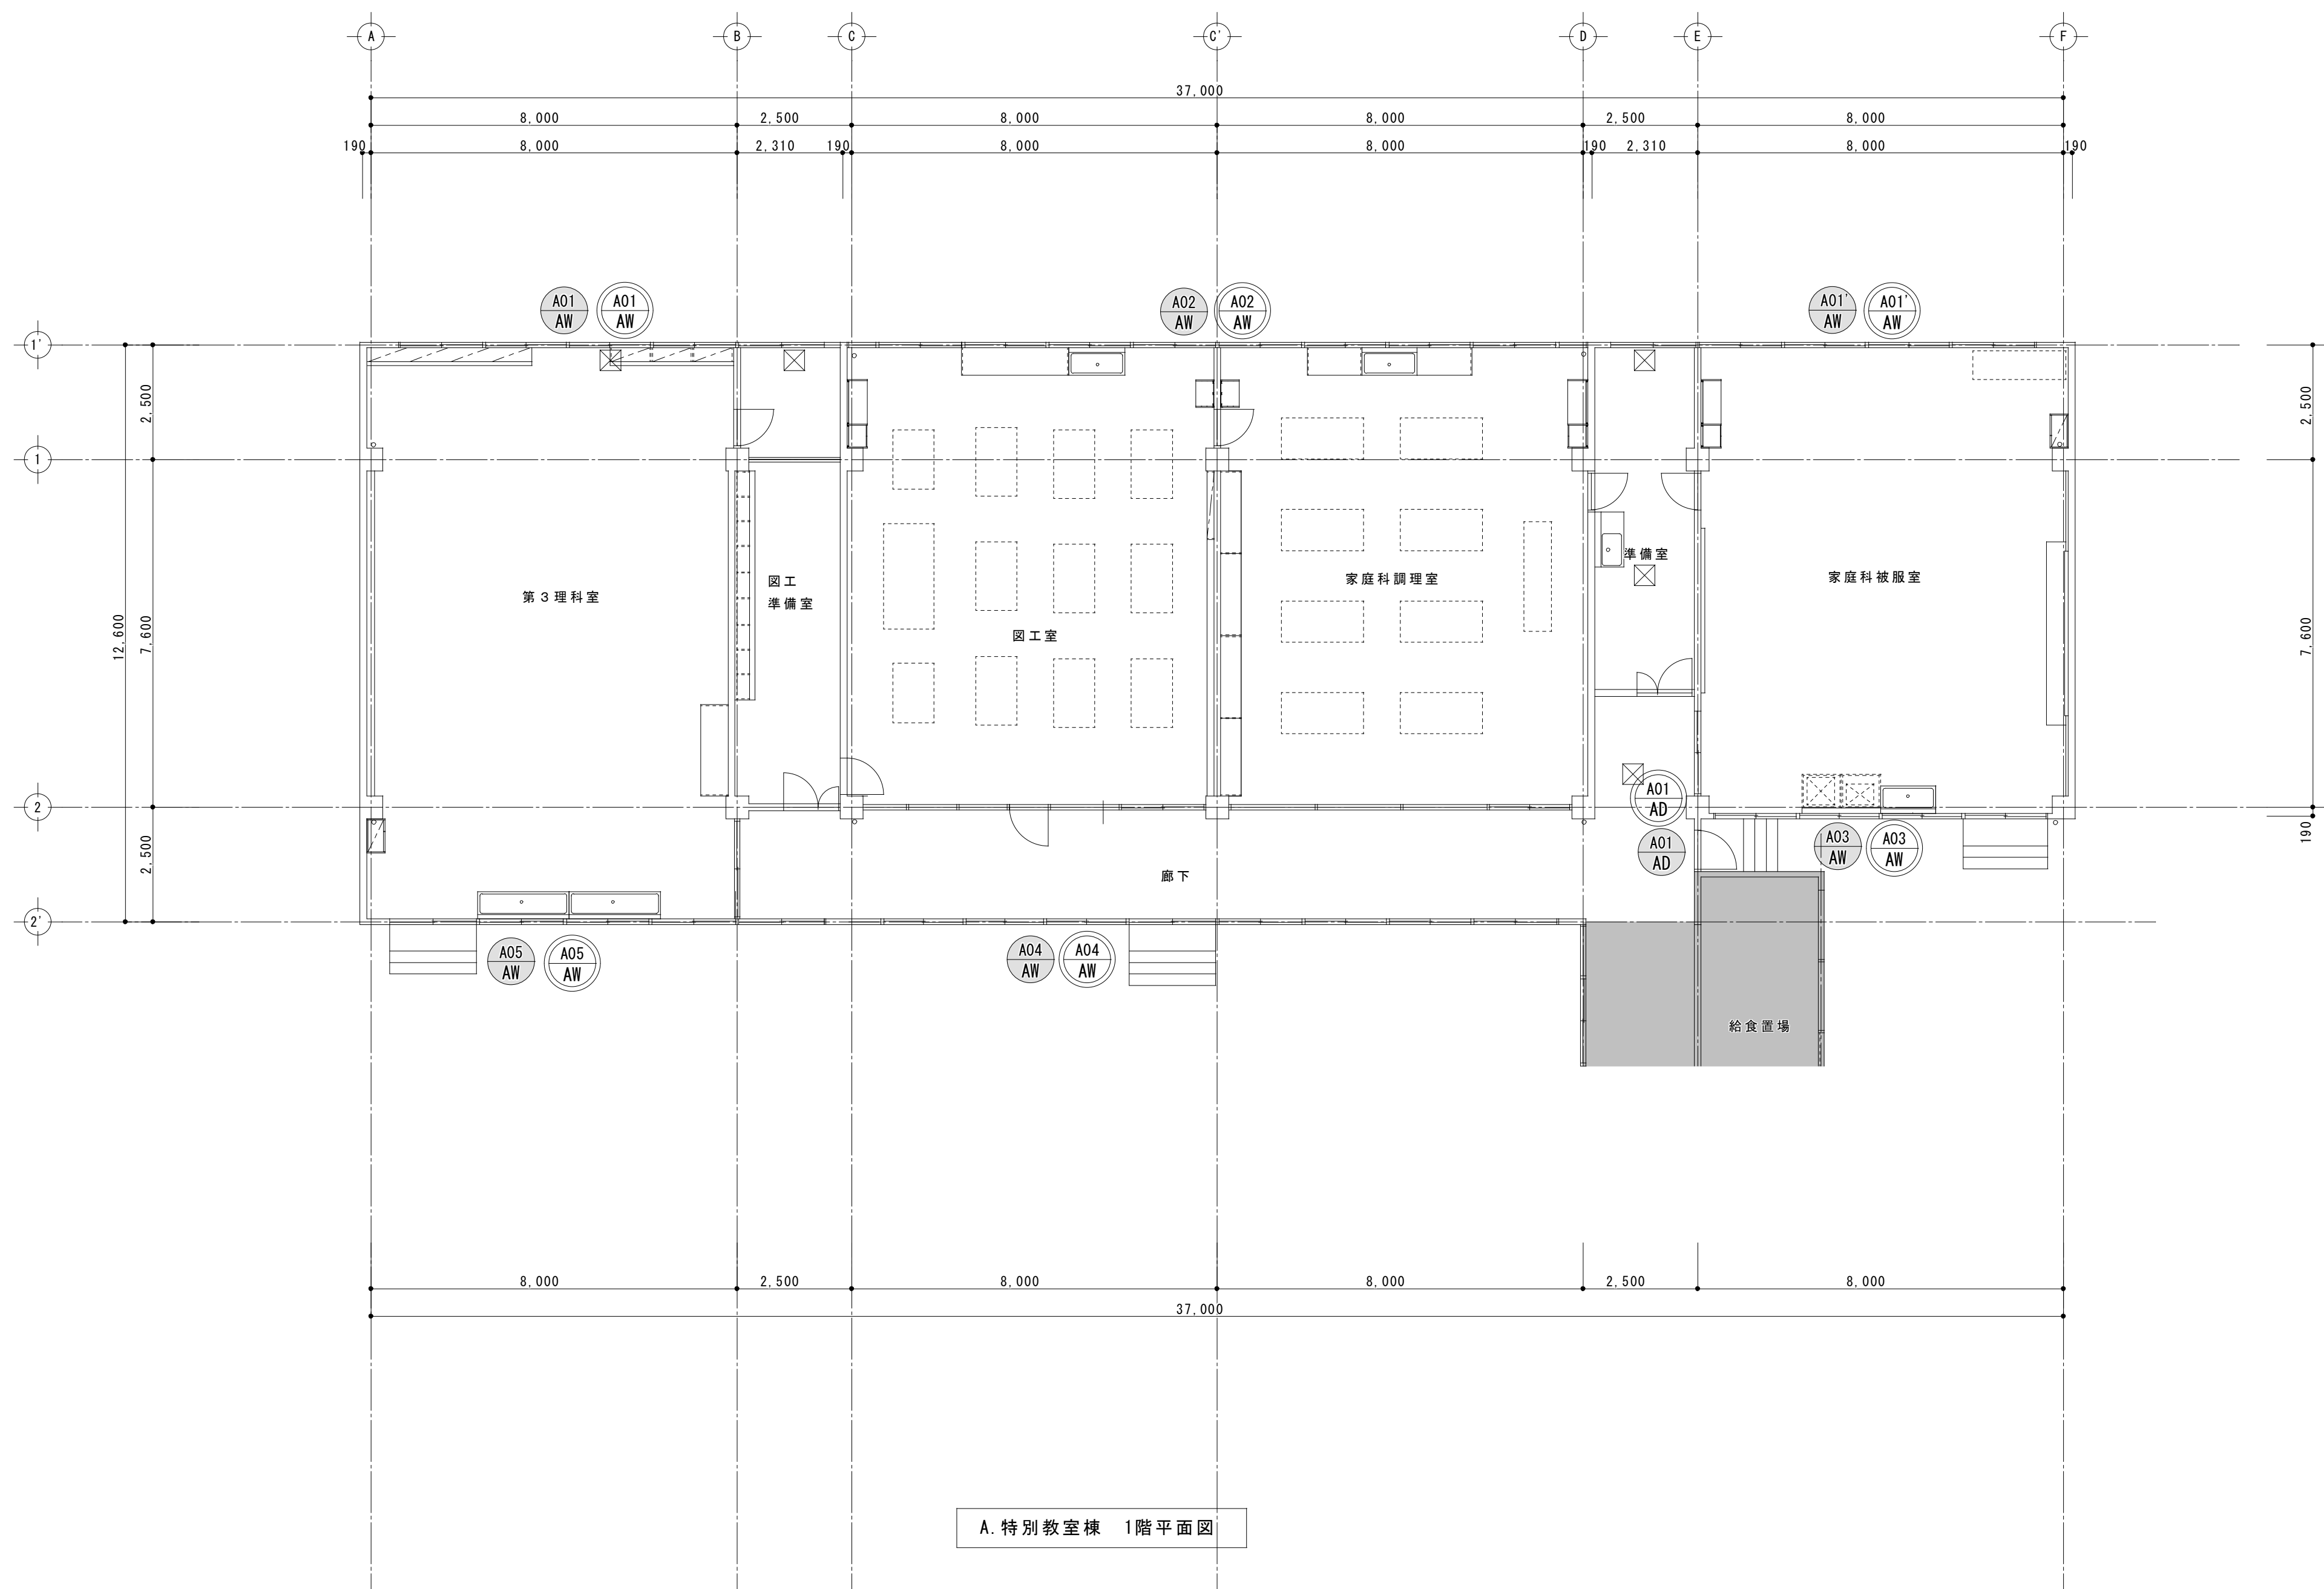 A B C C' D E F
37,000
8,000 2,500 8,000 8,000 2,500 8,000
190 8,000 2,310 190 8,000 8,000 190 2,310 8,000 190
A01 AW
A01 AW
A02 AW
A02 AW
A01' AW
A01' AW
1'
1
2
2'
12,600
2,500
7,600
2,500
2,500
7,600
190
第3理科室
図工
準備室
図工室
家庭科調理室
準備室
家庭科被服室
A01 AD
A01 AD
A03 AW
A03 AW
廊下
A05 AW
A05 AW
A04 AW
A04 AW
給食置場
8,000 2,500 8,000 8,000 2,500 8,000
37,000
A.特別教室棟 1階平面図